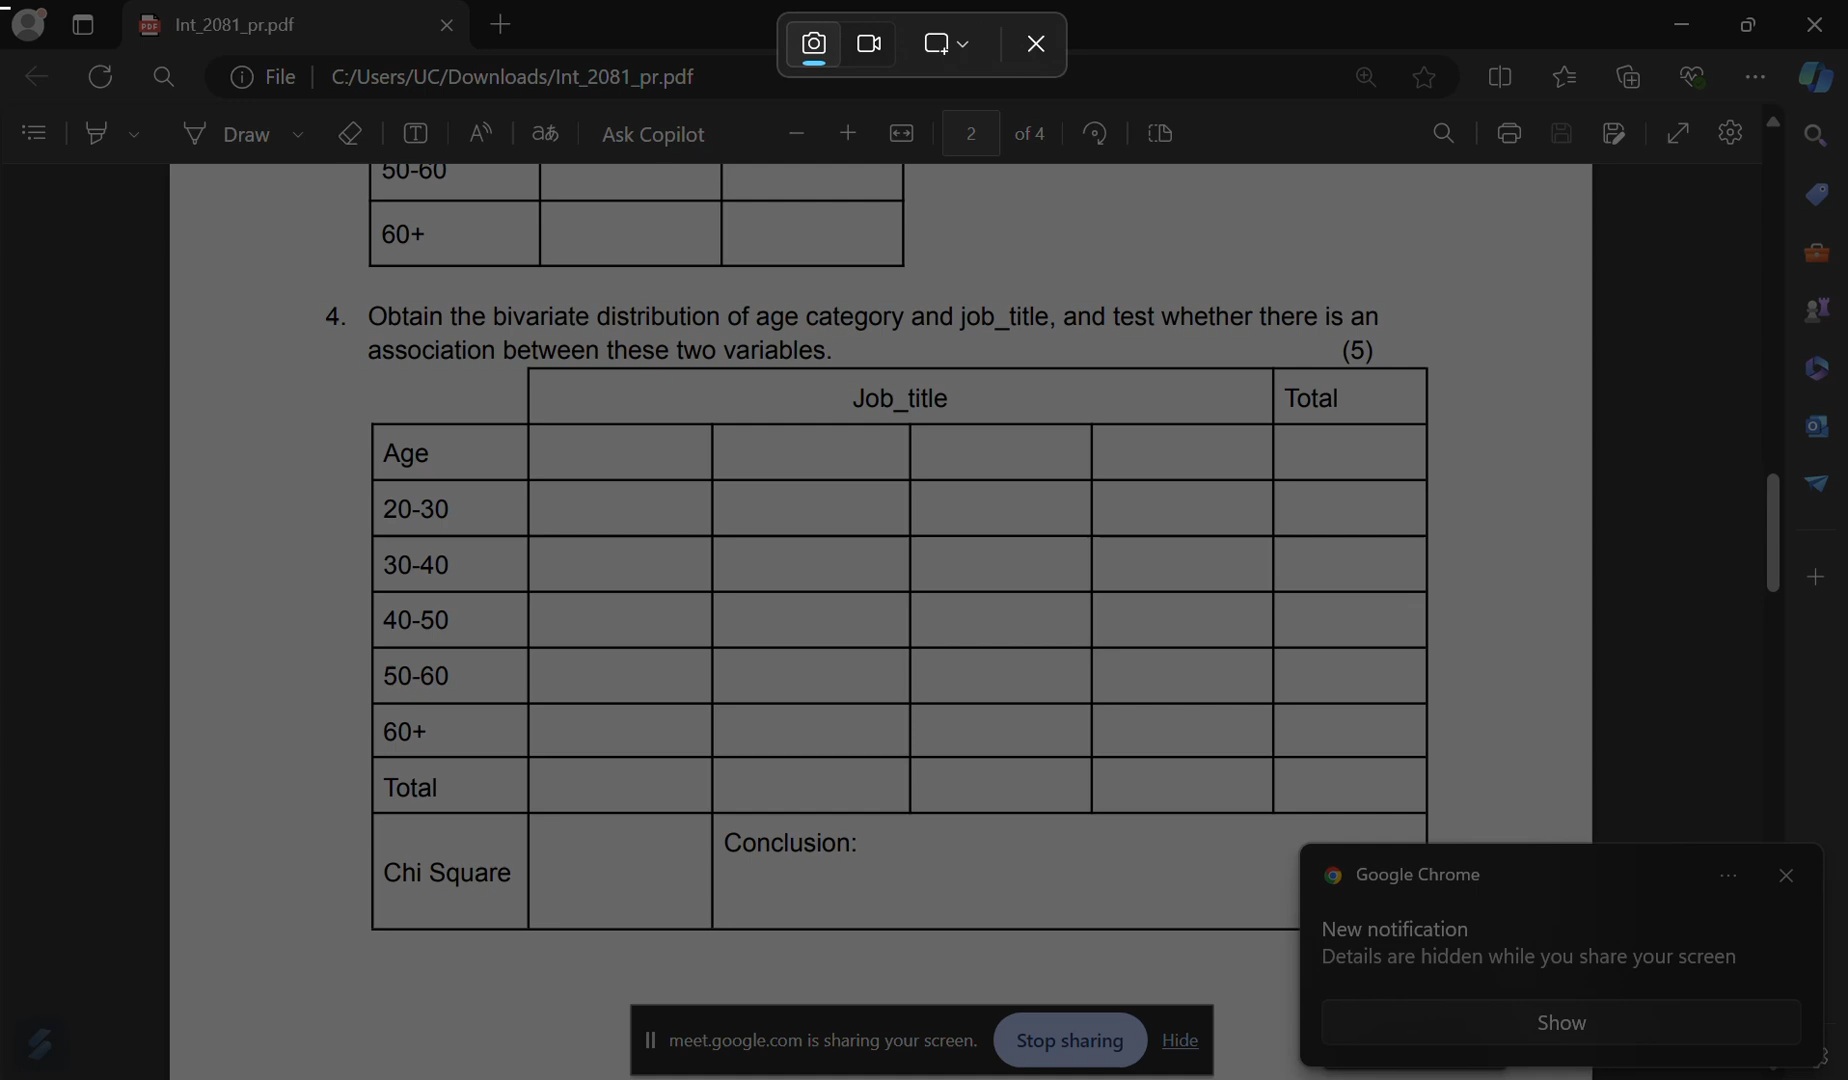 Int_2081_pr.pdf
File
C:/Users/UC/Downloads/Int_2081_pr.pdf
Draw
Ask Copilot
2
of 4
50-60
60+
4. Obtain the bivariate distribution of age category and job_title, and test whether there is an
association between these two variables. (5)
Job_title Total
Age
20-30
30-40
40-50
50-60
60+
Total
Chi Square
Conclusion:
Google Chrome
New notification
Details are hidden while you share your screen
Show
meet.google.com is sharing your screen.
Stop sharing
Hide